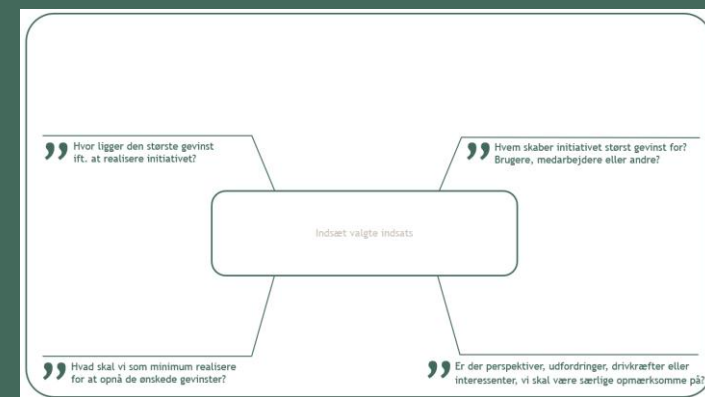 Hvor ligger den største gevinst
ift. at realisere initiativet?
Hvem skaber initiativet størst gevinst for?
Brugere, medarbejdere eller andre?
Indsæt valgte indsats
Hvad skal vi som minimum realisere
for at opnå de ønskede gevinster?
Er der perspektiver, udfordringer, drivkræfter eller
interessenter, vi skal være særlige opmærksomme på?